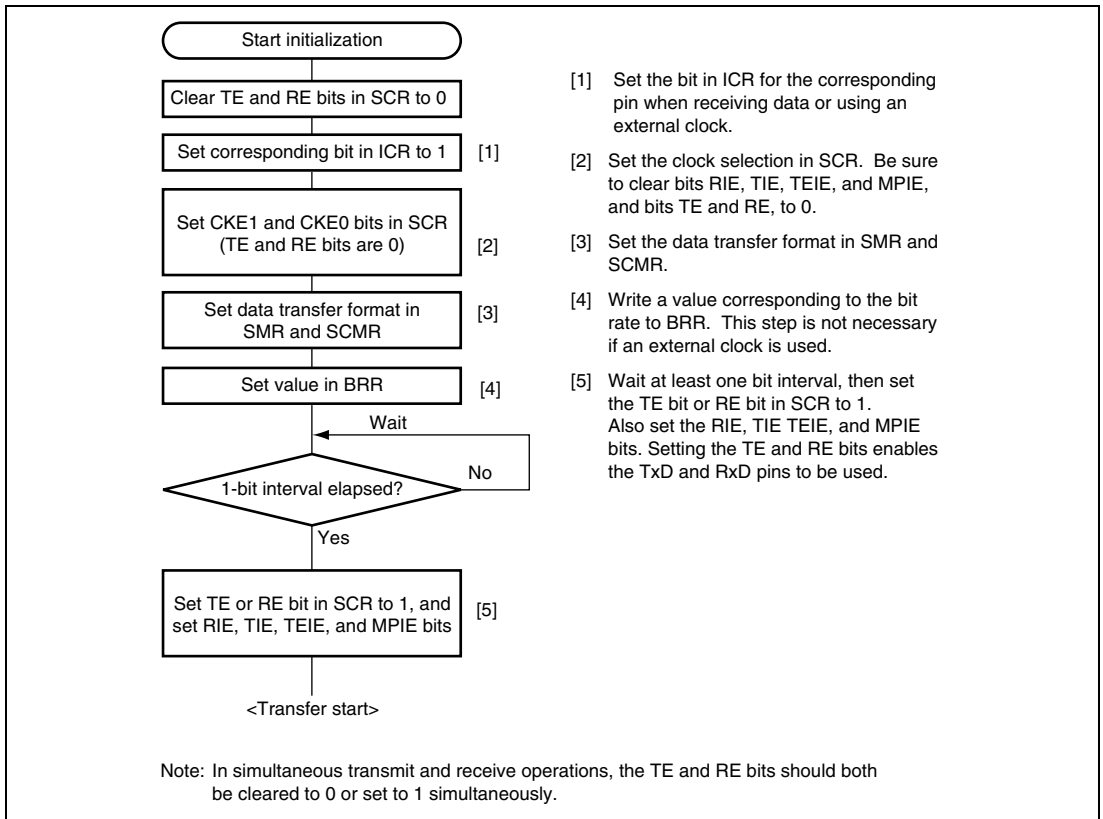 Start initialization
Clear TE and RE bits in SCR to 0
Set corresponding bit in ICR to 1
[1]
Set CKE1 and CKE0 bits in SCR
(TE and RE bits are 0)
[2]
Set data transfer format in
SMR and SCMR
[3]
Set value in BRR
[4]
Wait
No
1-bit interval elapsed?
Yes
Set TE or RE bit in SCR to 1, and
set RIE, TIE, TEIE, and MPIE bits
[5]
<Transfer start>
[1] Set the bit in ICR for the corresponding
pin when receiving data or using an
external clock.
[2] Set the clock selection in SCR. Be sure
to clear bits RIE, TIE, TEIE, and MPIE,
and bits TE and RE, to 0.
[3] Set the data transfer format in SMR and
SCMR.
[4] Write a value corresponding to the bit
rate to BRR. This step is not necessary
if an external clock is used.
[5] Wait at least one bit interval, then set
the TE bit or RE bit in SCR to 1.
Also set the RIE, TIE TEIE, and MPIE
bits. Setting the TE and RE bits enables
the TxD and RxD pins to be used.
Note: In simultaneous transmit and receive operations, the TE and RE bits should both
be cleared to 0 or set to 1 simultaneously.